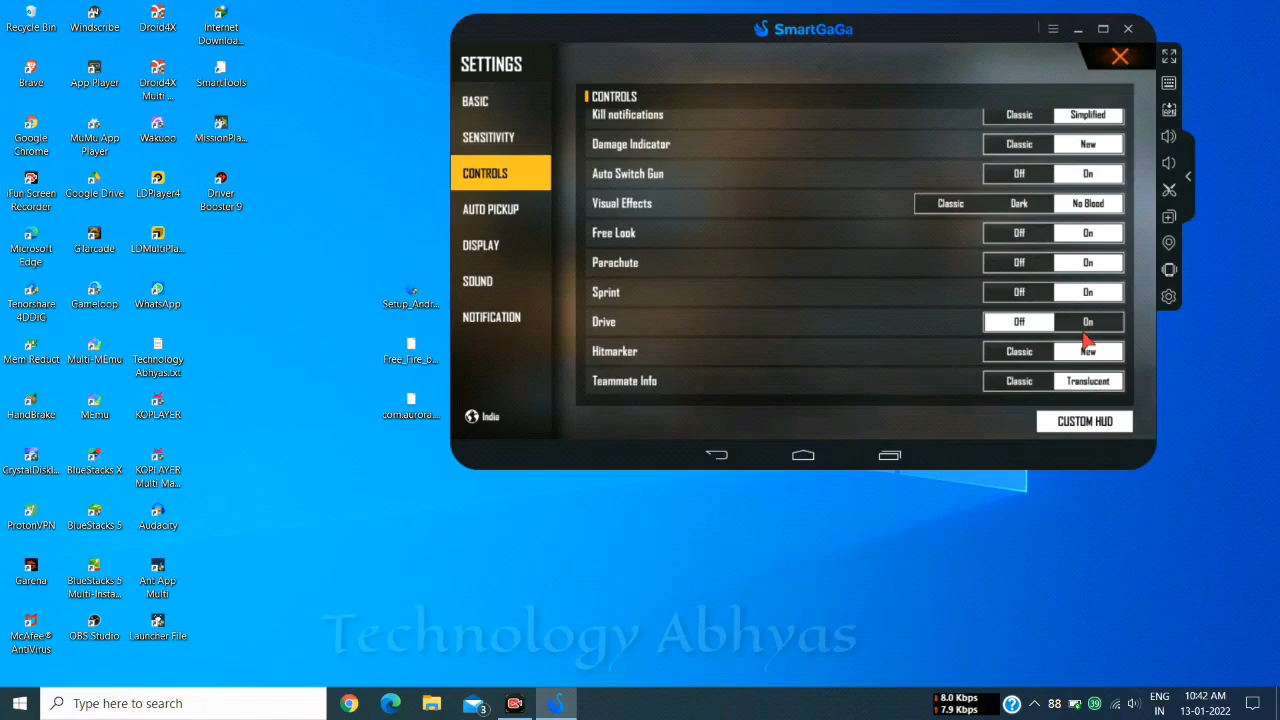 Recycle Bin
Windscribe
Droid4X
Internet
Downloa...
Brave
App Player
Droid4X
Multi ...
SmartTools
Google
Chrome
MuMu App
Player
Wakuoo
MissionPla...
iFun Screen
Recorder
Google Drive
LDPlayer4
Driver
Booster 9
Microsoft
Edge
G1arcade
LDMultiPla...
Tenorshare
4DDiG
Gameloop
WhatsApp
Setup_Andr...
Mem Reduct
Multi-MEmu
Technology
Abhyas.txt
Free_Fire_b...
HandBrake
MEmu
KOPLAYER
com.aurora...
CrystalDiskI...
BlueStacks X
KOPLAYER
Multi Ma...
ProtonVPN
BlueStacks 5
Audacity
Garena
BlueStacks 5
Multi-Insta...
Ant App
Multi
McAfee®
AntiVirus
OBS Studio
Launcher File
SmartGaGa
SETTINGS
BASIC
SENSITIVITY
CONTROLS
AUTO PICKUP
DISPLAY
SOUND
NOTIFICATION
India
CONTROLS
Kill notifications Classic Simplified
Damage Indicator Classic New
Auto Switch Gun Off On
Visual Effects Classic Dark No Blood
Free Look Off On
Parachute Off On
Sprint Off On
Drive Off On
Hitmarker Classic New
Teammate Info Classic Translucent
CUSTOM HUD
Technology Abhyas
Type here to search
3
8.0 Kbps
7.9 Kbps
88
39
ENG
IN
10:42 AM
13-01-2022